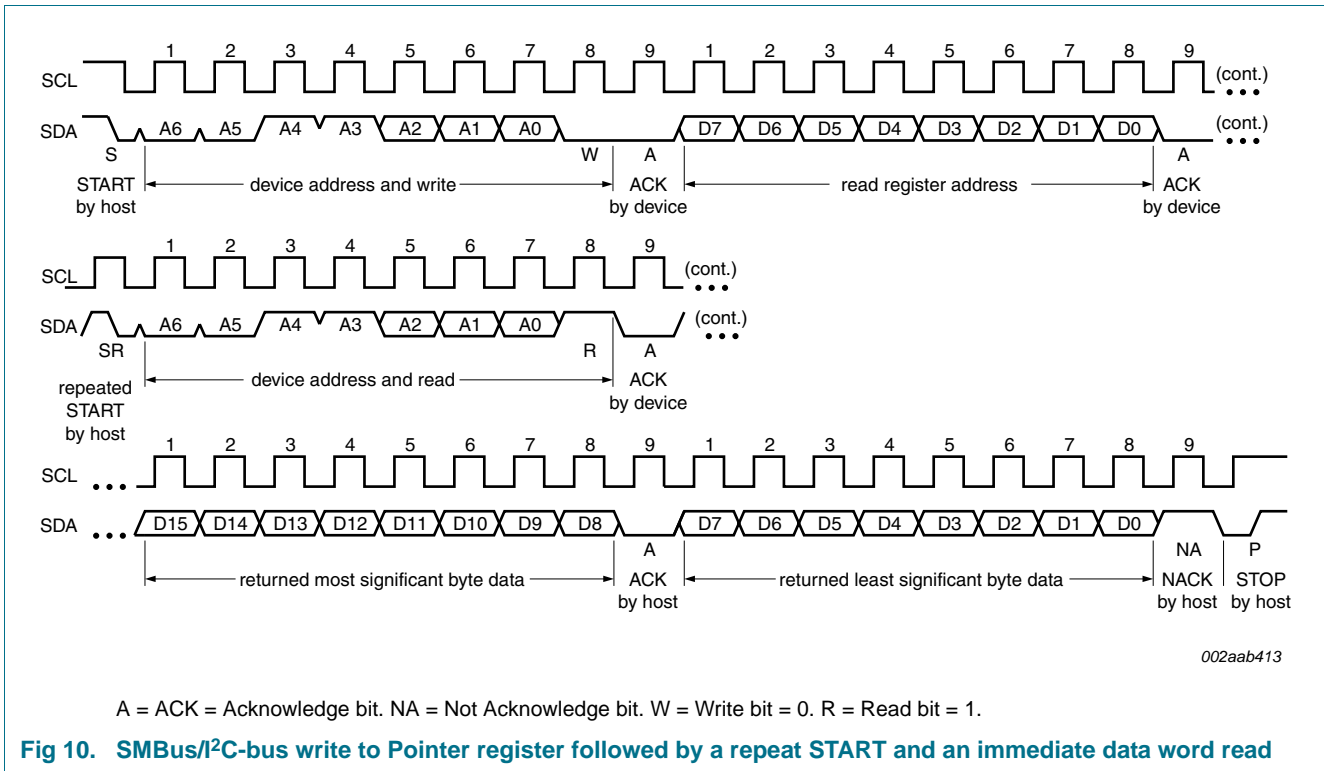 1 2 3 4 5 6 7 8 9 1 2 3 4 5 6 7 8 9
SCL (cont.)
SDA A6 A5 A4 A3 A2 A1 A0 D7 D6 D5 D4 D3 D2 D1 D0 (cont.)
S W A A
START by host
device address and write
ACK by device
read register address
ACK by device
1 2 3 4 5 6 7 8 9
SCL (cont.)
SDA A6 A5 A4 A3 A2 A1 A0 (cont.)
SR R A
repeated START by host
device address and read
ACK by device
1 2 3 4 5 6 7 8 9 1 2 3 4 5 6 7 8 9
SCL
SDA D15 D14 D13 D12 D11 D10 D9 D8 D7 D6 D5 D4 D3 D2 D1 D0
A NA P
returned most significant byte data
ACK by host
returned least significant byte data
NACK by host
STOP by host
002aab413
A = ACK = Acknowledge bit. NA = Not Acknowledge bit. W = Write bit = 0. R = Read bit = 1.
Fig 10. SMBus/I²C-bus write to Pointer register followed by a repeat START and an immediate data word read